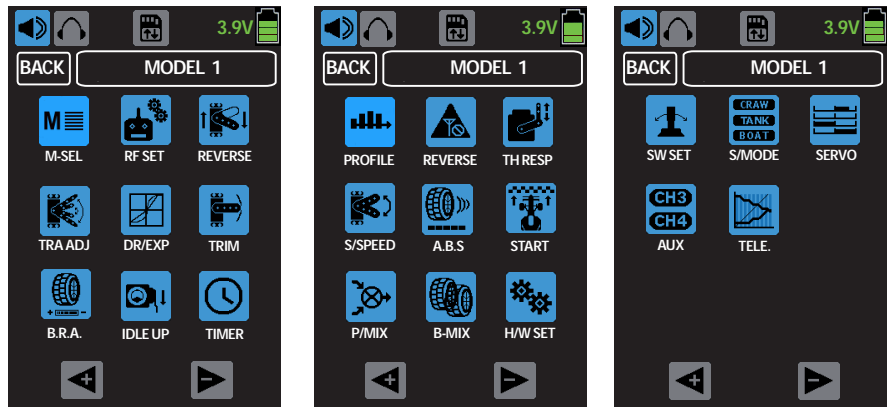 3.9V
BACK MODEL 1
M≡
M-SEL RF SET REVERSE
TRA ADJ DR/EXP TRIM
+ -
B.R.A. IDLE UP TIMER
+ -
3.9V
BACK MODEL 1
PROFILE REVERSE TH RESP
S/SPEED A.B.S START
P/MIX B-MIX H/W SET
+ -
3.9V
BACK MODEL 1
CRAW
TANK
BOAT
SW SET S/MODE SERVO
CH3
CH4
AUX TELE.
+ -